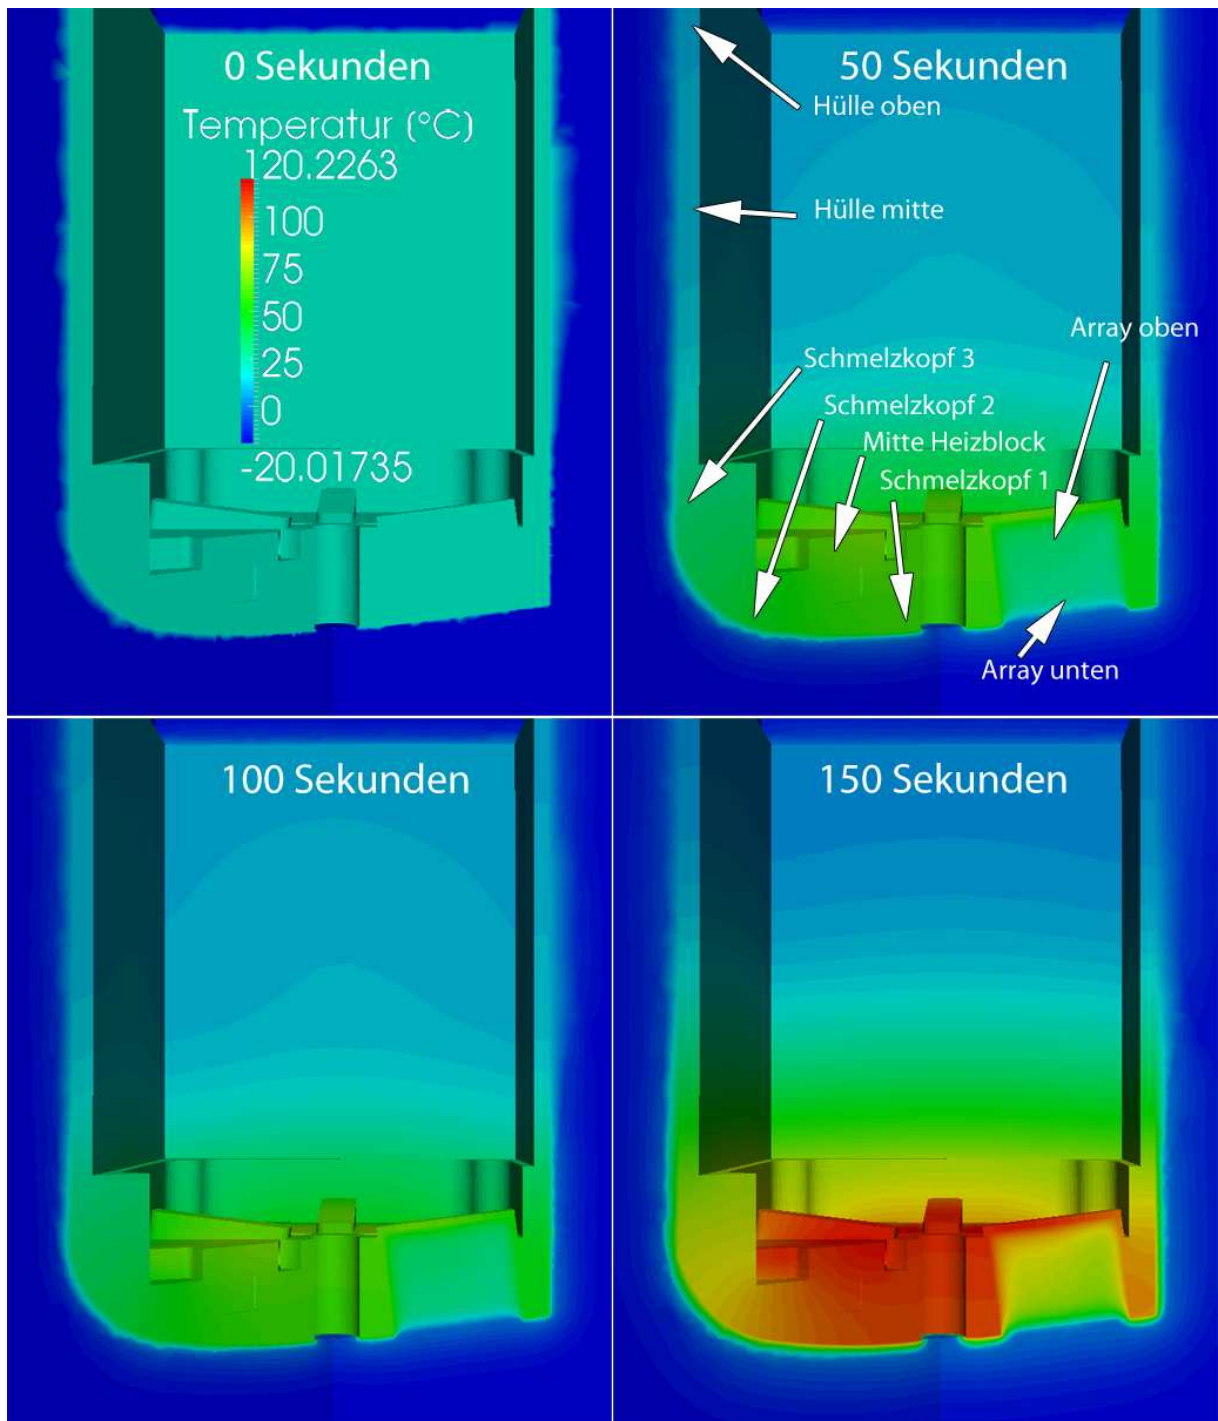 0 Sekunden
Temperatur (°C)
120.2263
100
75
50
25
0
-20.01735
50 Sekunden
Hülle oben
Hülle mitte
Array oben
Schmelzkopf 3
Schmelzkopf 2
Mitte Heizblock
Schmelzkopf 1
Array unten
100 Sekunden
150 Sekunden